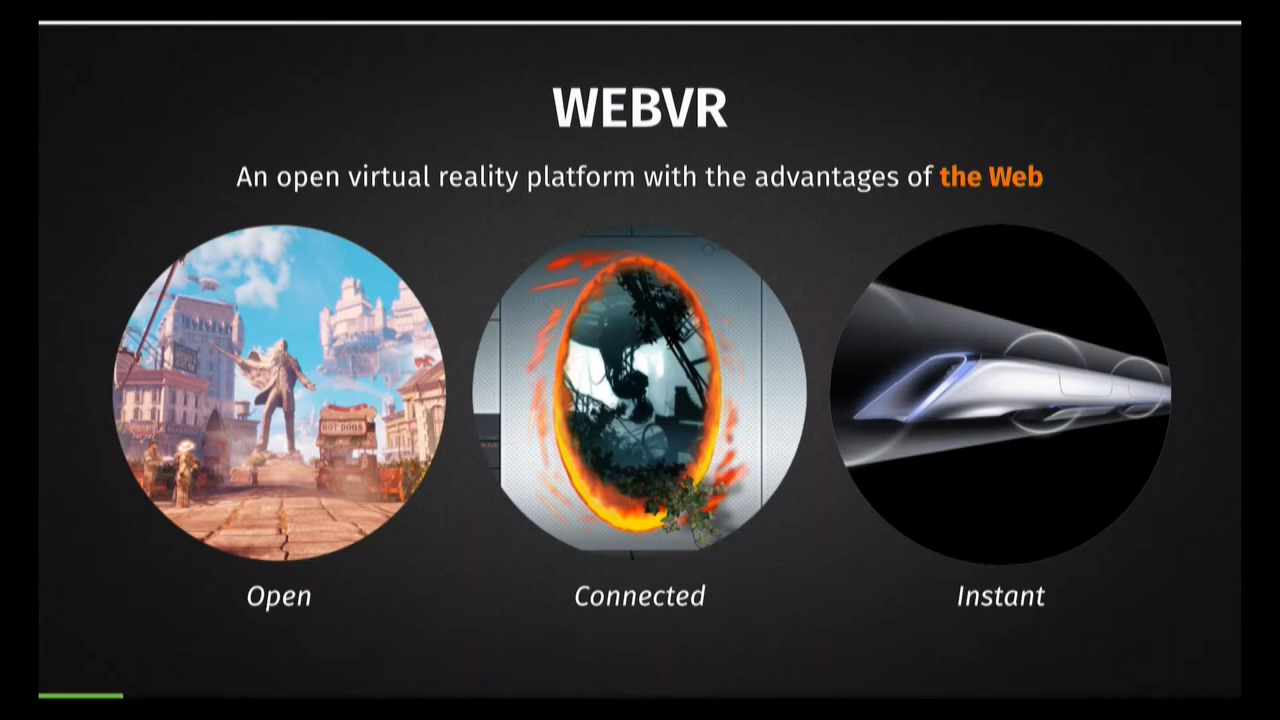 WEBVR
An open virtual reality platform with the advantages of the Web
HOT DOGS
Open
Connected
Instant